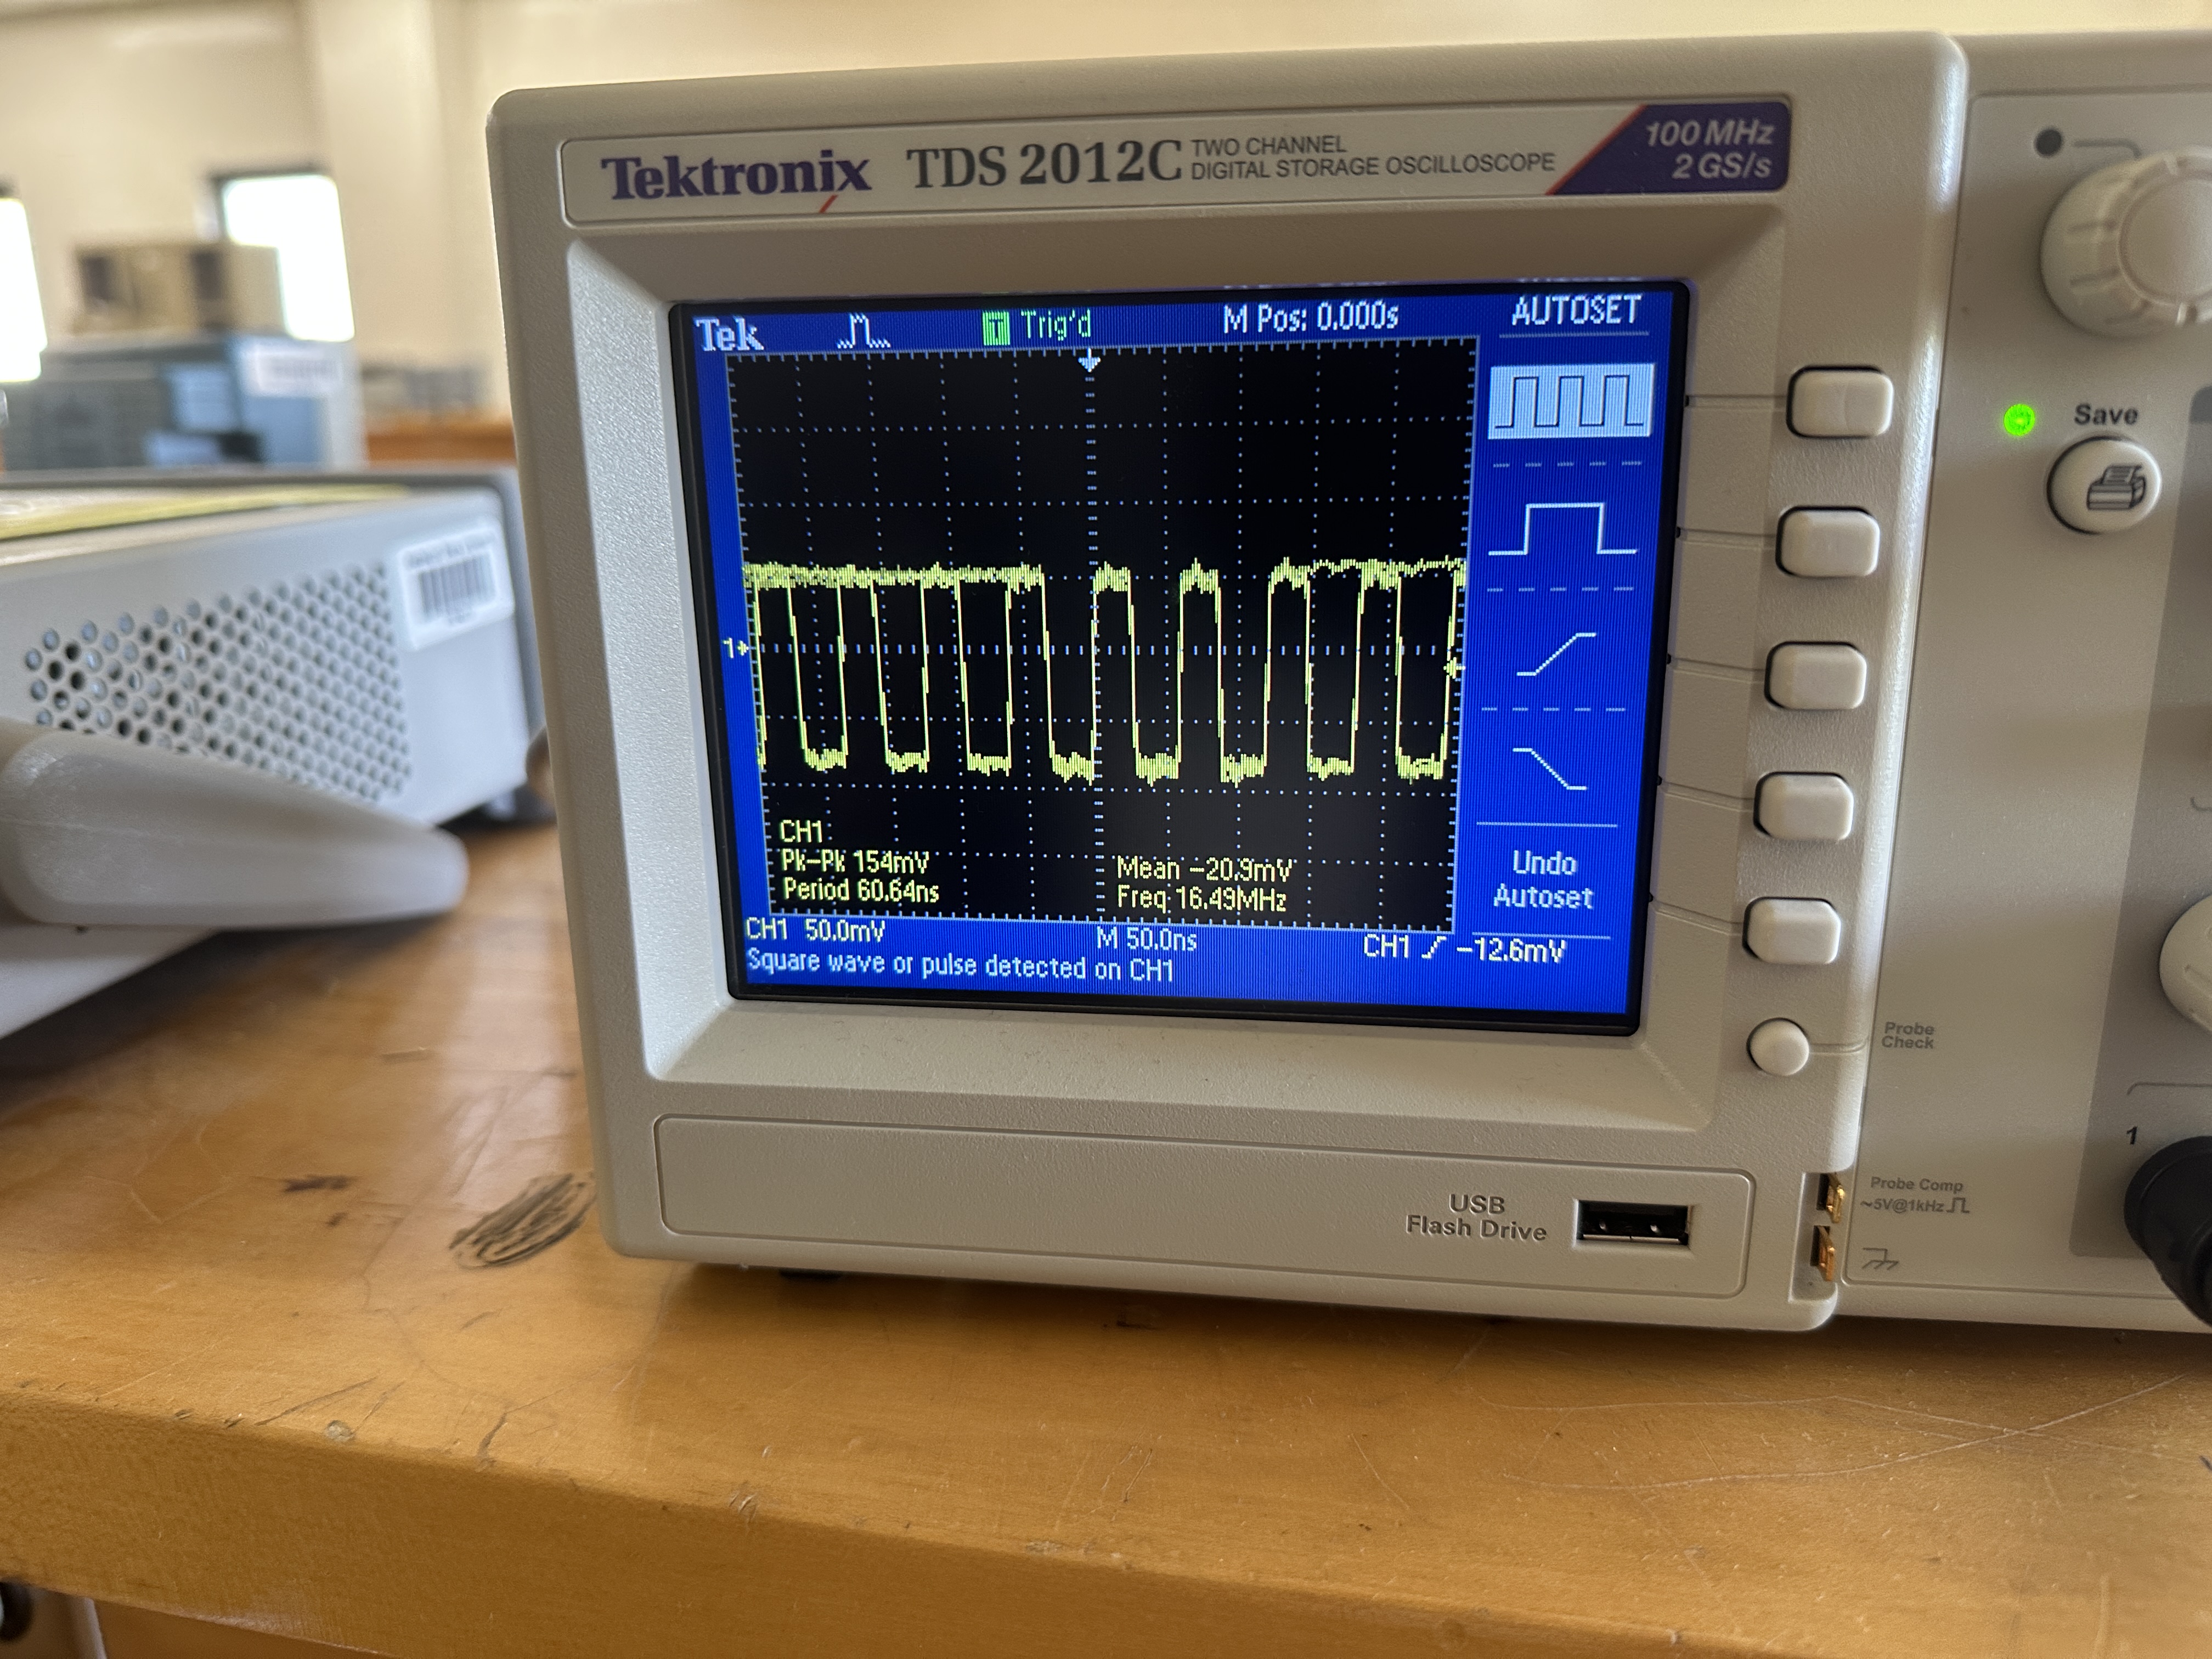 Tektronix TDS 2012C TWO CHANNEL
DIGITAL STORAGE OSCILLOSCOPE
100 MHz
2 GS/s
Tek
T Trig'd
M Pos: 0.000s
AUTOSET
1
CH1
Pk-Pk 154mV
Period 60.64ns
Mean -20.9mV
Freq 16.49MHz
CH1 50.0mV
M 50.0ns
CH1 -12.6mV
Square wave or pulse detected on CH1
Undo
Autoset
Save
Probe
Check
1
Probe Comp
~5V@1kHz
USB
Flash Drive